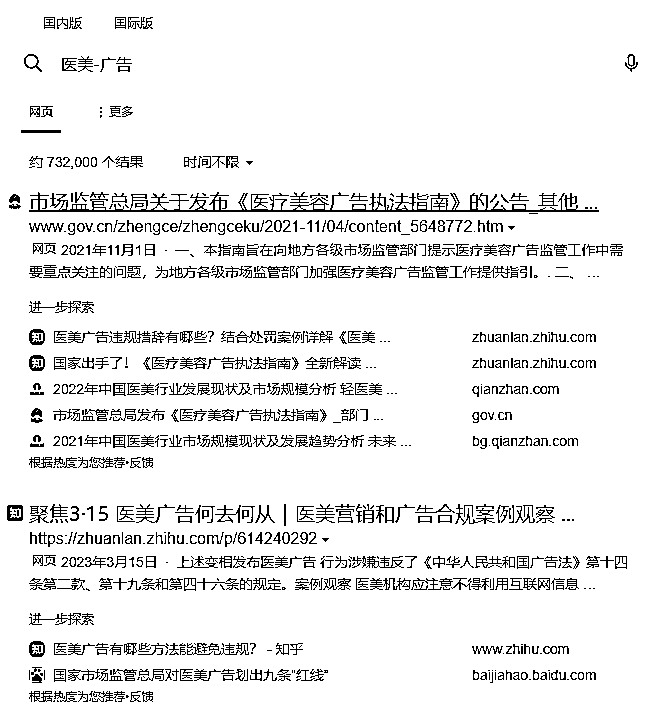 国内版 国际版
医美-广告
网页 更多
约 732,000 个结果 时间不限
市场监管总局关于发布《医疗美容广告执法指南》的公告_其他 ...
www.gov.cn/zhengce/zhengceku/2021-11/04/content_5648772.htm
网页 2021年11月1日 · 一、本指南旨在向地方各级市场监管部门提示医疗美容广告监管工作中需
要重点关注的问题，为地方各级市场监管部门加强医疗美容广告监管工作提供指引。. 二、 ...
进一步探索
知 医美广告违规措辞有哪些？结合处罚案例详解《医美 ... zhuanlan.zhihu.com
知 国家出手了！《医疗美容广告执法指南》全新解读 ... zhuanlan.zhihu.com
2022年中国医美行业发展现状及市场规模分析 轻医美 ... qianzhan.com
市场监管总局发布《医疗美容广告执法指南》_部门 ... gov.cn
2021年中国医美行业市场规模现状及发展趋势分析 未来 ... bg.qianzhan.com
根据热度为您推荐·反馈
知 聚焦3·15 医美广告何去何从｜医美营销和广告合规案例观察 ...
https://zhuanlan.zhihu.com/p/614240292
网页 2023年3月15日 · 上述变相发布医美广告 行为涉嫌违反了《中华人民共和国广告法》第十四
条第二款、第十九条和第四十六条的规定。案例观察 医美机构应注意不得利用互联网信息 ...
进一步探索
知 医美广告有哪些方法能避免违规？ - 知乎 www.zhihu.com
国家市场监管总局对医美广告划出九条“红线” baijiahao.baidu.com
根据热度为您推荐·反馈